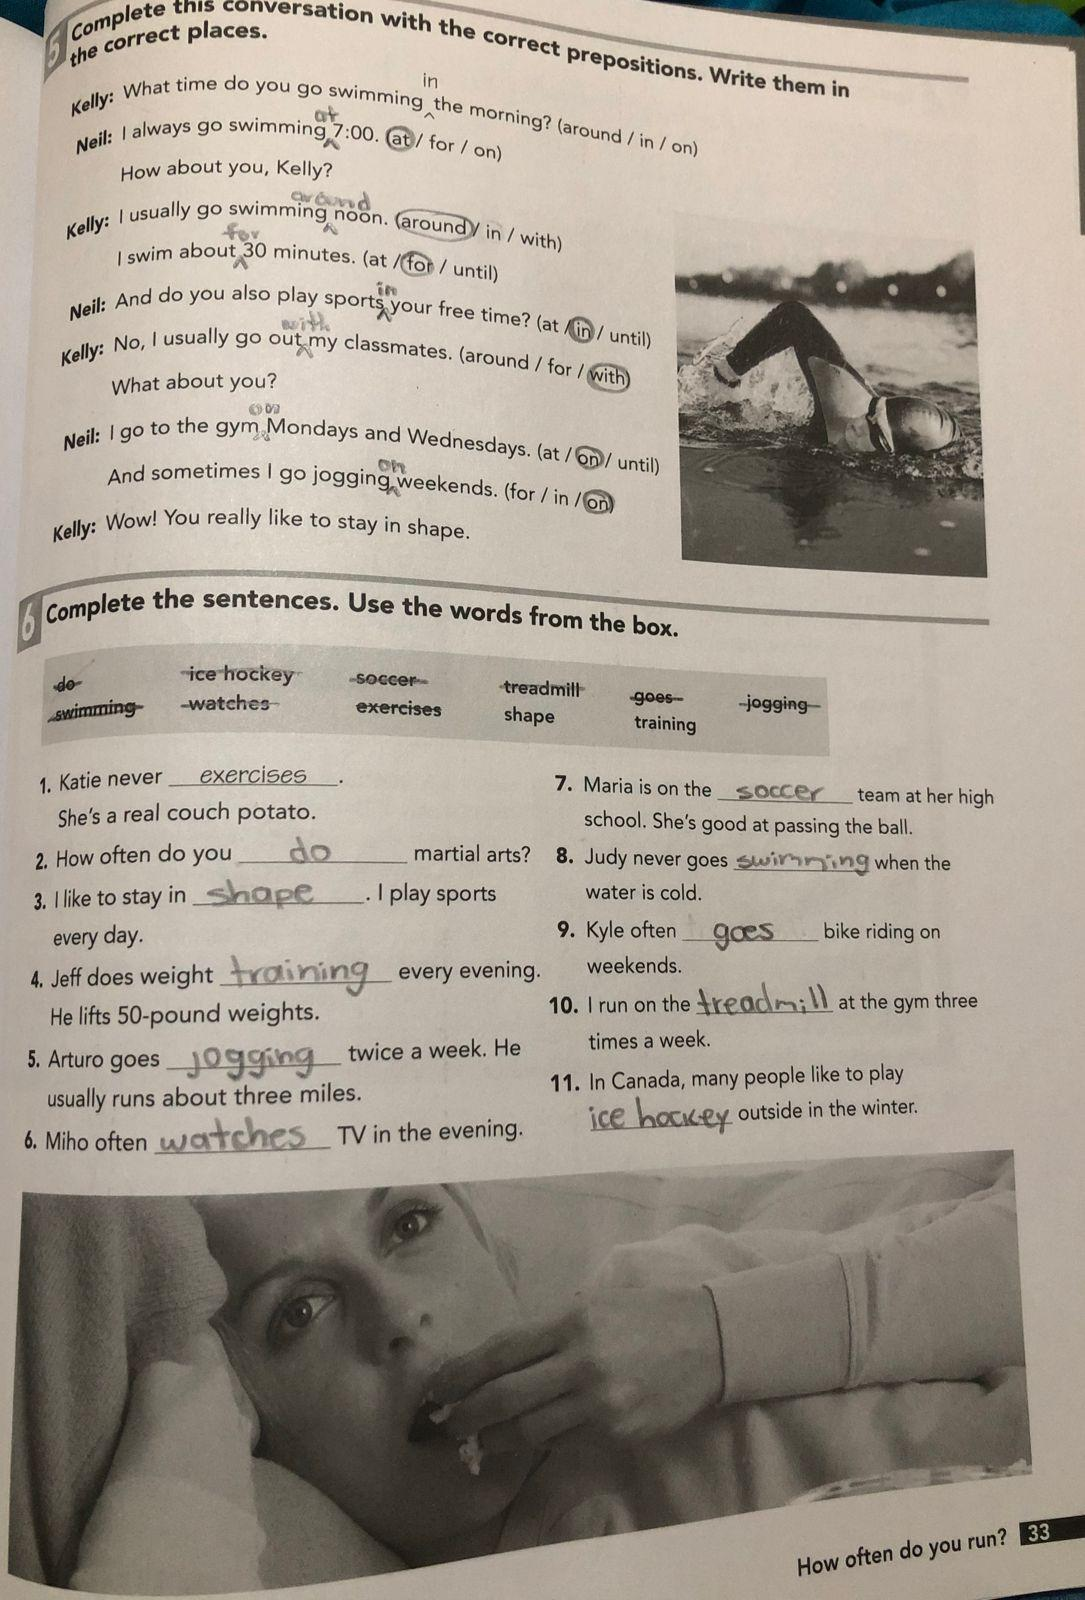 5 Complete this conversation with the correct prepositions. Write them in
the correct places.
in
Kelly: What time do you go swimming ^ the morning? (around / in / on)
at
Neil: I always go swimming ^ 7:00. (at / for / on)
How about you, Kelly?
around
Kelly: I usually go swimming ^ noon. (around / in / with)
for
I swim about ^ 30 minutes. (at / for / until)
in
Neil: And do you also play sports ^ your free time? (at / in / until)
with
Kelly: No, I usually go out ^ my classmates. (around / for / with)
What about you?
on
Neil: I go to the gym ^ Mondays and Wednesdays. (at / on / until)
on
And sometimes I go jogging ^ weekends. (for / in / on)
Kelly: Wow! You really like to stay in shape.
6 Complete the sentences. Use the words from the box.
do ice hockey soccer treadmill goes jogging
swimming watches exercises shape training
1. Katie never exercises.
She's a real couch potato.
2. How often do you do martial arts?
3. I like to stay in shape. I play sports
every day.
4. Jeff does weight training every evening.
He lifts 50-pound weights.
5. Arturo goes jogging twice a week. He
usually runs about three miles.
6. Miho often watches TV in the evening.
7. Maria is on the soccer team at her high
school. She's good at passing the ball.
8. Judy never goes swimming when the
water is cold.
9. Kyle often goes bike riding on
weekends.
10. I run on the treadmill at the gym three
times a week.
11. In Canada, many people like to play
ice hockey outside in the winter.
How often do you run? 33